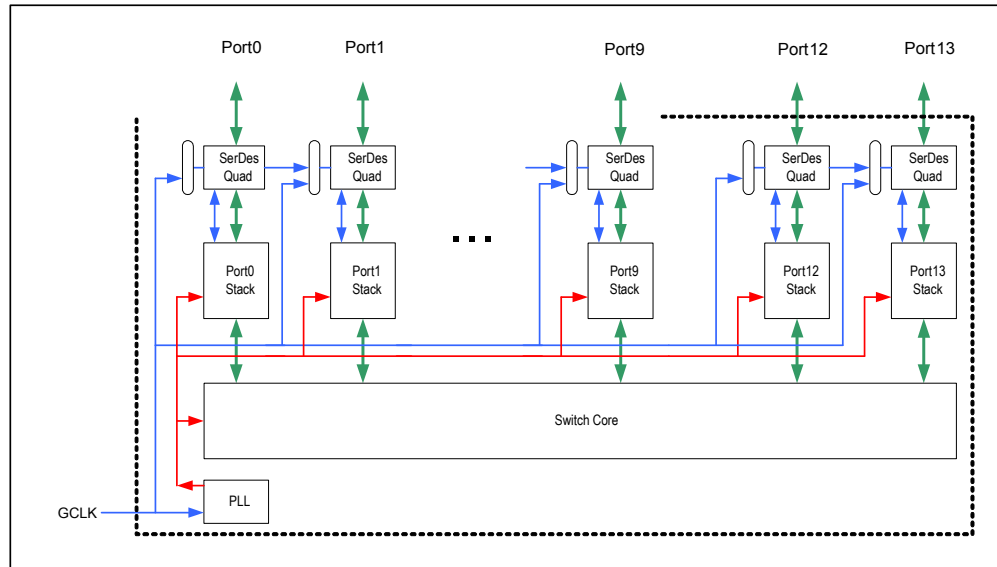 Port0
Port1
Port9
Port12
Port13
SerDes
Quad
SerDes
Quad
SerDes
Quad
SerDes
Quad
SerDes
Quad
...
Port0
Stack
Port1
Stack
Port9
Stack
Port12
Stack
Port13
Stack
Switch Core
PLL
GCLK